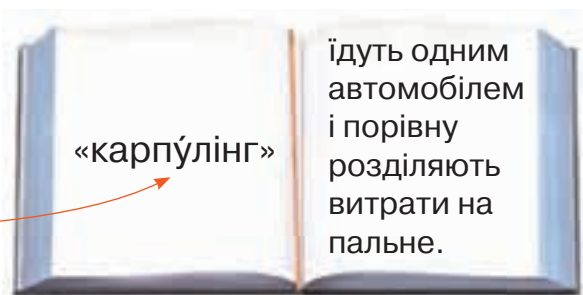 «карпу́лінг»
їдуть одним
автомобілем
і порівну
розділяють
витрати на
пальне.